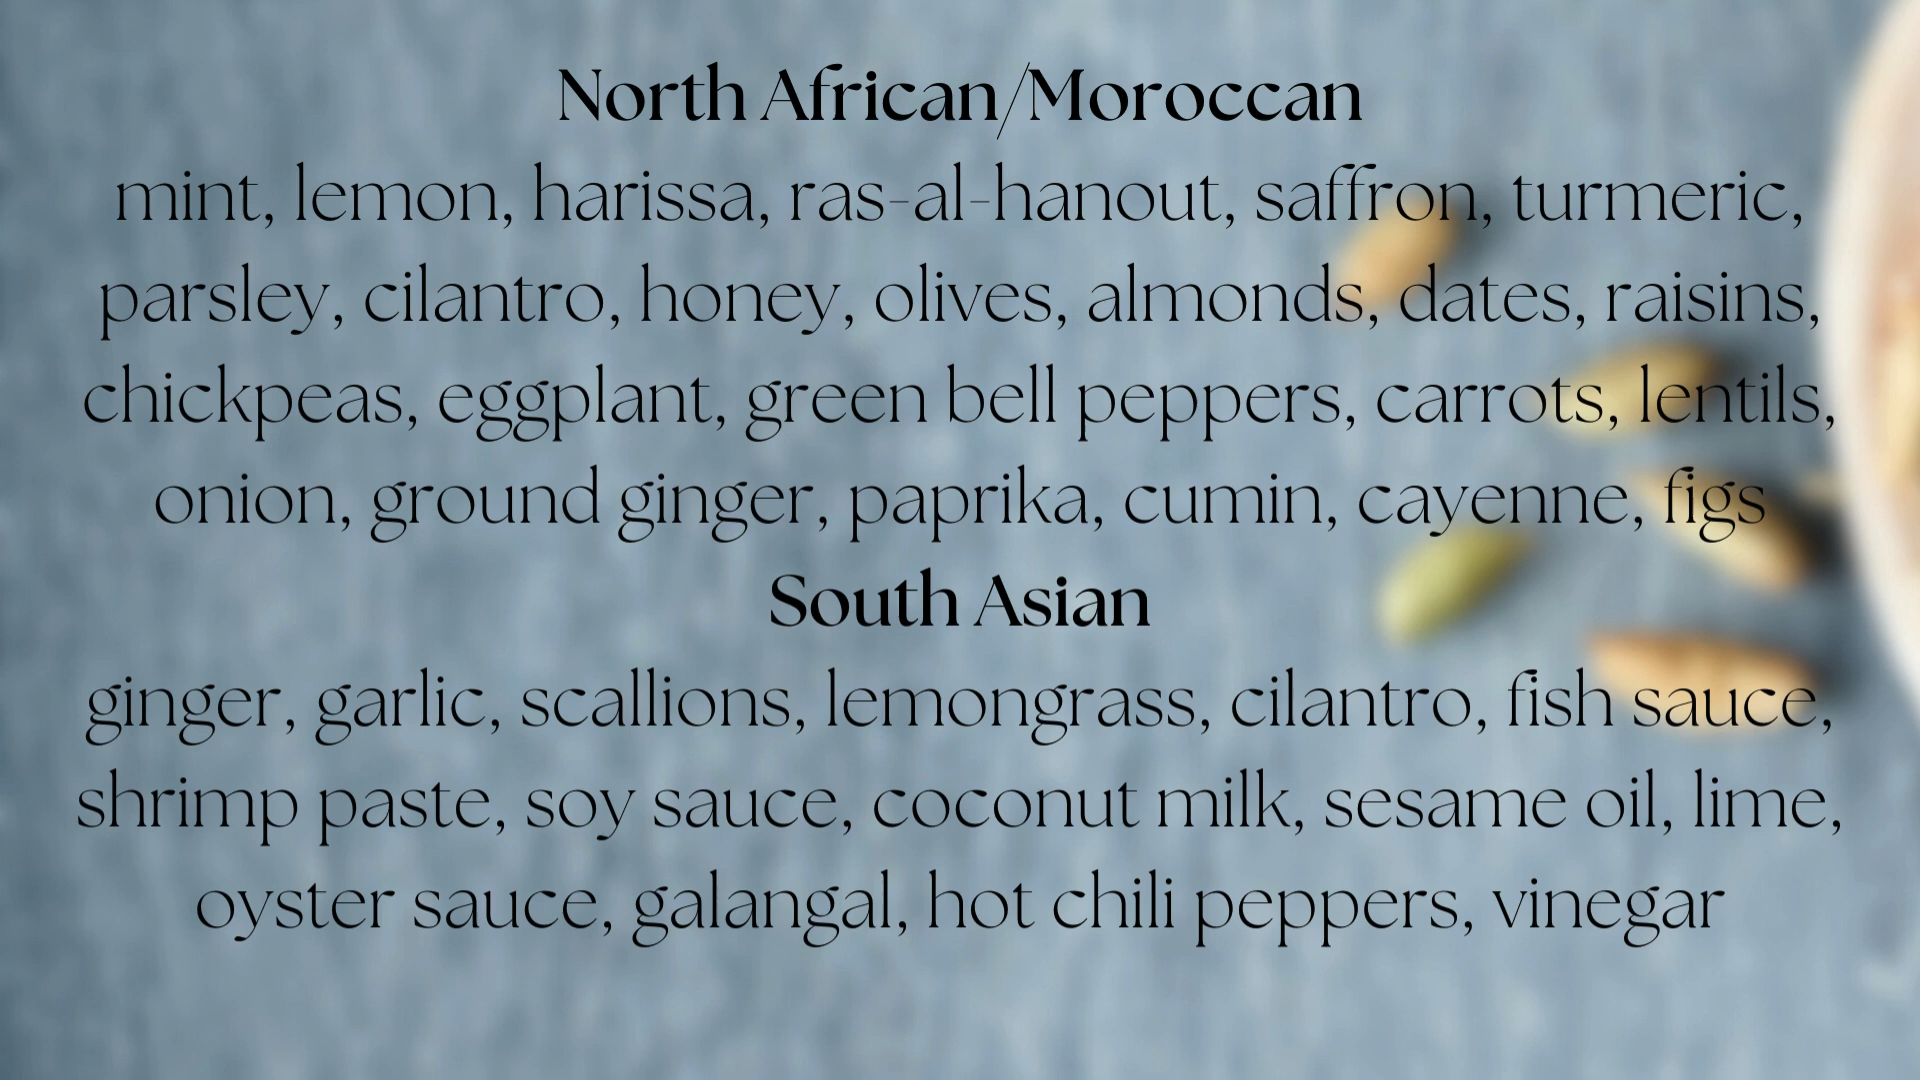 North African/Moroccan
mint, lemon, harissa, ras-al-hanout, saffron, turmeric,
parsley, cilantro, honey, olives, almonds, dates, raisins,
chickpeas, eggplant, green bell peppers, carrots, lentils,
onion, ground ginger, paprika, cumin, cayenne, figs
South Asian
ginger, garlic, scallions, lemongrass, cilantro, fish sauce,
shrimp paste, soy sauce, coconut milk, sesame oil, lime,
oyster sauce, galangal, hot chili peppers, vinegar